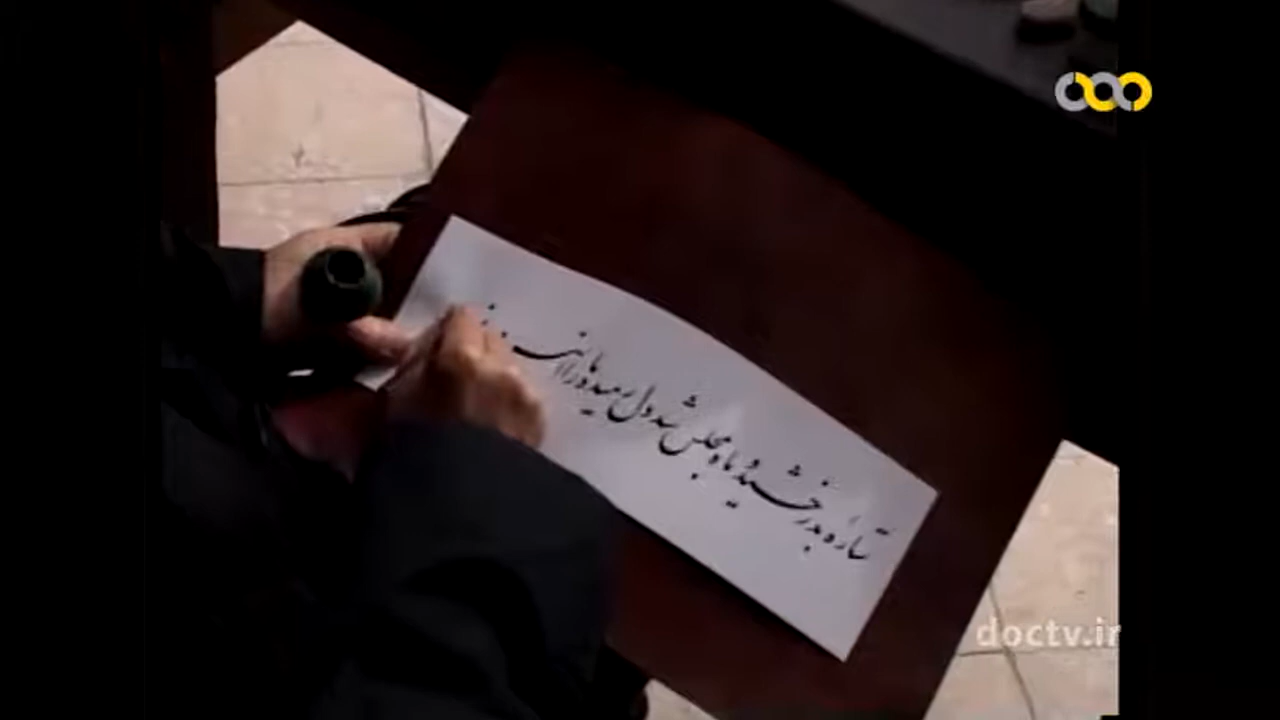 ستاره‌ای بدرخشید و ماه مجلس شد دل رمیده ما را انیس و
doctv.ir